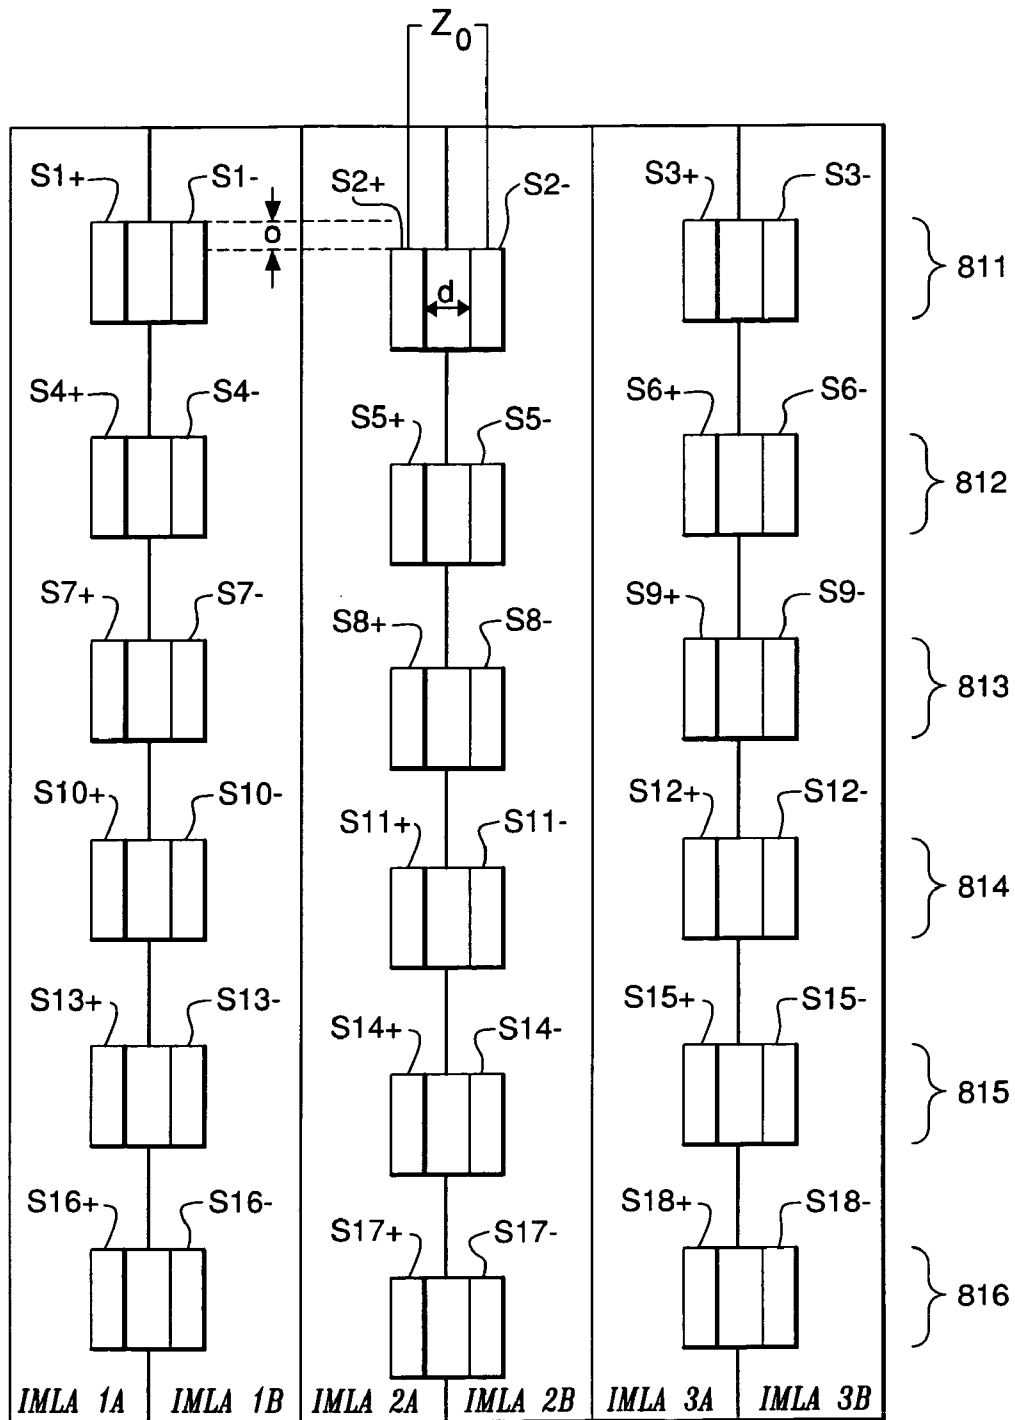 Z0
S1+ S1- S2+ S2- S3+ S3-
o
d
811
S4+ S4- S5+ S5- S6+ S6-
812
S7+ S7- S8+ S8- S9+ S9-
813
S10+ S10- S11+ S11- S12+ S12-
814
S13+ S13- S14+ S14- S15+ S15-
815
S16+ S16- S17+ S17- S18+ S18-
816
IMLA 1A IMLA 1B IMLA 2A IMLA 2B IMLA 3A IMLA 3B